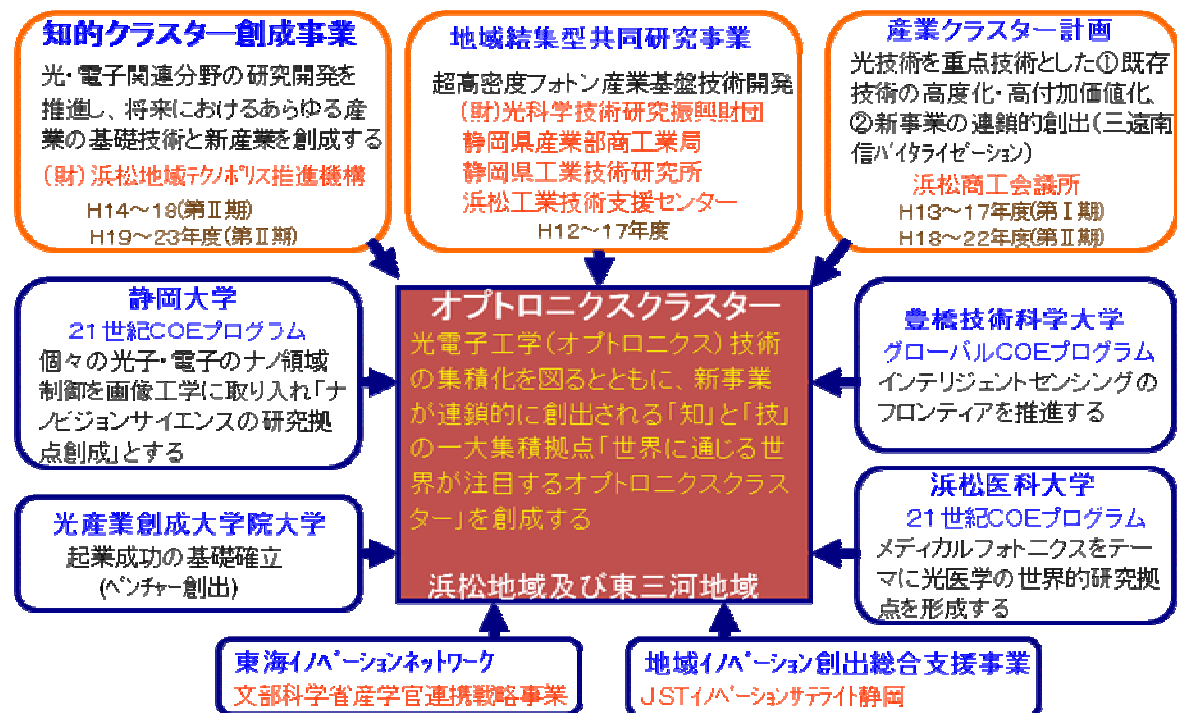 知的クラスター創成事業
光・電子関連分野の研究開発を
推進し、将来におけるあらゆる産
業の基礎技術と新産業を創成する
(財)浜松地域ﾃｸﾉﾎﾟﾘｽ推進機構
H14～18(第Ⅱ期)
H19～23年度(第Ⅱ期)
地域結集型共同研究事業
超高密度フォトン産業基盤技術開発
(財)光科学技術研究振興財団
静岡県産業部商工業局
静岡県工業技術研究所
浜松工業技術支援センター
H12～17年度
産業クラスター計画
光技術を重点技術とした①既存
技術の高度化・高付加価値化、
②新事業の連鎖的創出(三遠南
信ﾊﾞｲﾀﾗｲｾﾞｰｼｮﾝ)
浜松商工会議所
H13～17年度(第Ⅰ期)
H18～22年度(第Ⅱ期)
静岡大学
21世紀COEプログラム
個々の光子・電子のナノ領域
制御を画像工学に取り入れ「ナ
ノビジョンサイエンスの研究拠
点創成」とする
オプトロニクスクラスター
光電子工学(オプトロニクス)技術
の集積化を図るとともに、新事業
が連鎖的に創出される「知」と「技」
の一大集積拠点「世界に通じる世
界が注目するオプトロニクスクラス
ター」を創成する
浜松地域及び東三河地域
豊橋技術科学大学
グローバルCOEプログラム
インテリジェントセンシングの
フロンティアを推進する
光産業創成大学院大学
起業成功の基礎確立
(ﾍﾞﾝﾁｬｰ創出)
浜松医科大学
21世紀COEプログラム
メディカルフォトニクスをテー
マに光医学の世界的研究拠
点を形成する
東海ｲﾉﾍﾞｰｼｮﾝネットワーク
文部科学省産学官連携戦略事業
地域ｲﾉﾍﾞｰｼｮﾝ創出総合支援事業
JSTｲﾉﾍﾞｰｼｮﾝｻﾃﾗｲﾄ静岡